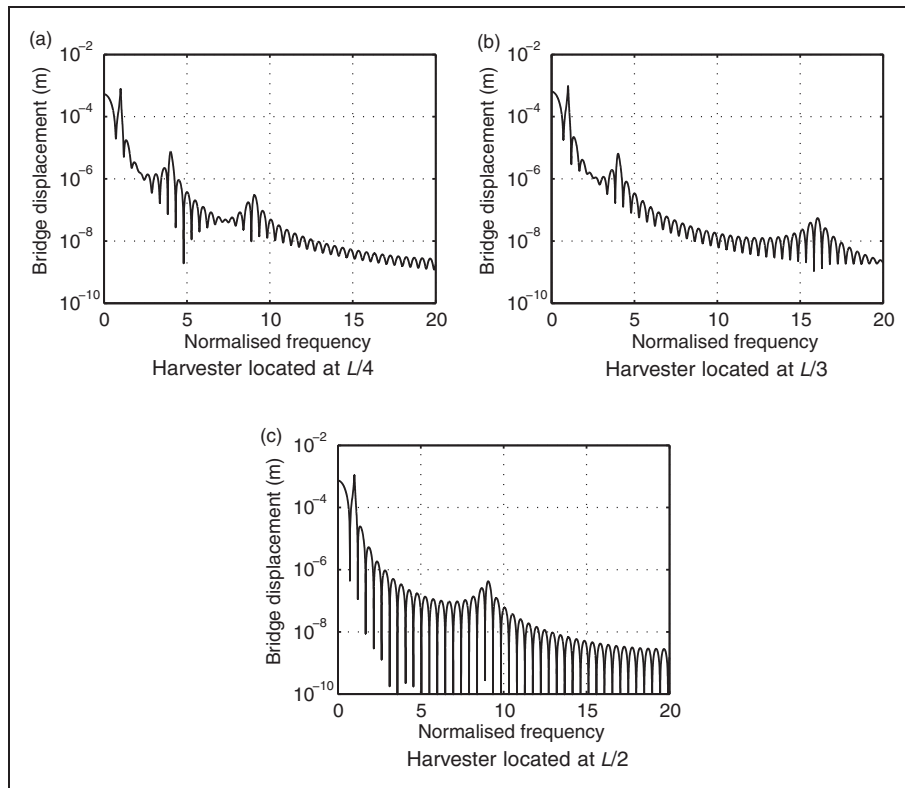 (a)
10⁻²
10⁻⁴
10⁻⁶
10⁻⁸
10⁻¹⁰
Bridge displacement (m)
0 5 10 15 20
Normalised frequency
Harvester located at L/4
(b)
10⁻²
10⁻⁴
10⁻⁶
10⁻⁸
10⁻¹⁰
Bridge displacement (m)
0 5 10 15 20
Normalised frequency
Harvester located at L/3
(c)
10⁻²
10⁻⁴
10⁻⁶
10⁻⁸
10⁻¹⁰
Bridge displacement (m)
0 5 10 15 20
Normalised frequency
Harvester located at L/2